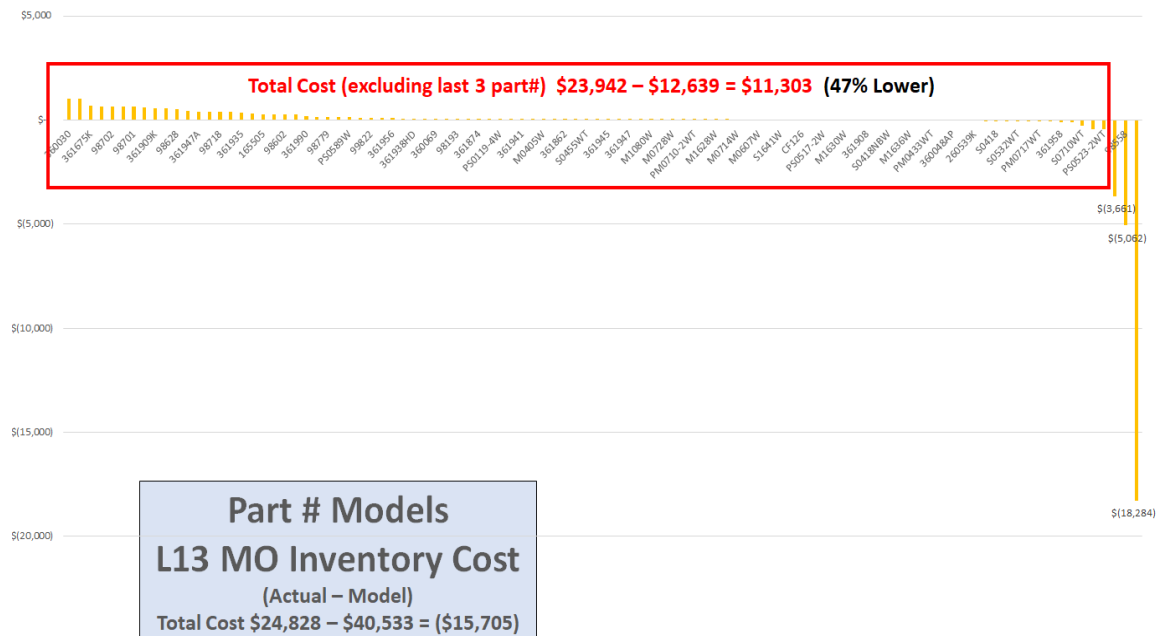 $5,000
Total Cost (excluding last 3 part#) $23,942 – $12,639 = $11,303 (47% Lower)
$-
360030
361675K
98702
98701
361909K
98628
361947A
98718
361935
165505
98602
361990
98779
PS0589W
99822
361956
361938HD
360069
98193
361874
PS0119-4W
361941
M0405W
361862
S0455WT
361945
361947
M1080W
M0728W
PM0710-2WT
M1628W
M0714W
M0607W
S1641W
CF126
PS0517-2W
M1630W
361908
S0418NBW
M1636W
PM0433WT
360048AP
260539K
S0418
S0532WT
PM0717WT
361958
S0710WT
PS0523-2WT
98558
$(3,661)
$(5,000)
$(5,062)
$(10,000)
$(15,000)
$(18,284)
$(20,000)
Part # Models
L13 MO Inventory Cost
(Actual – Model)
Total Cost $24,828 – $40,533 = ($15,705)